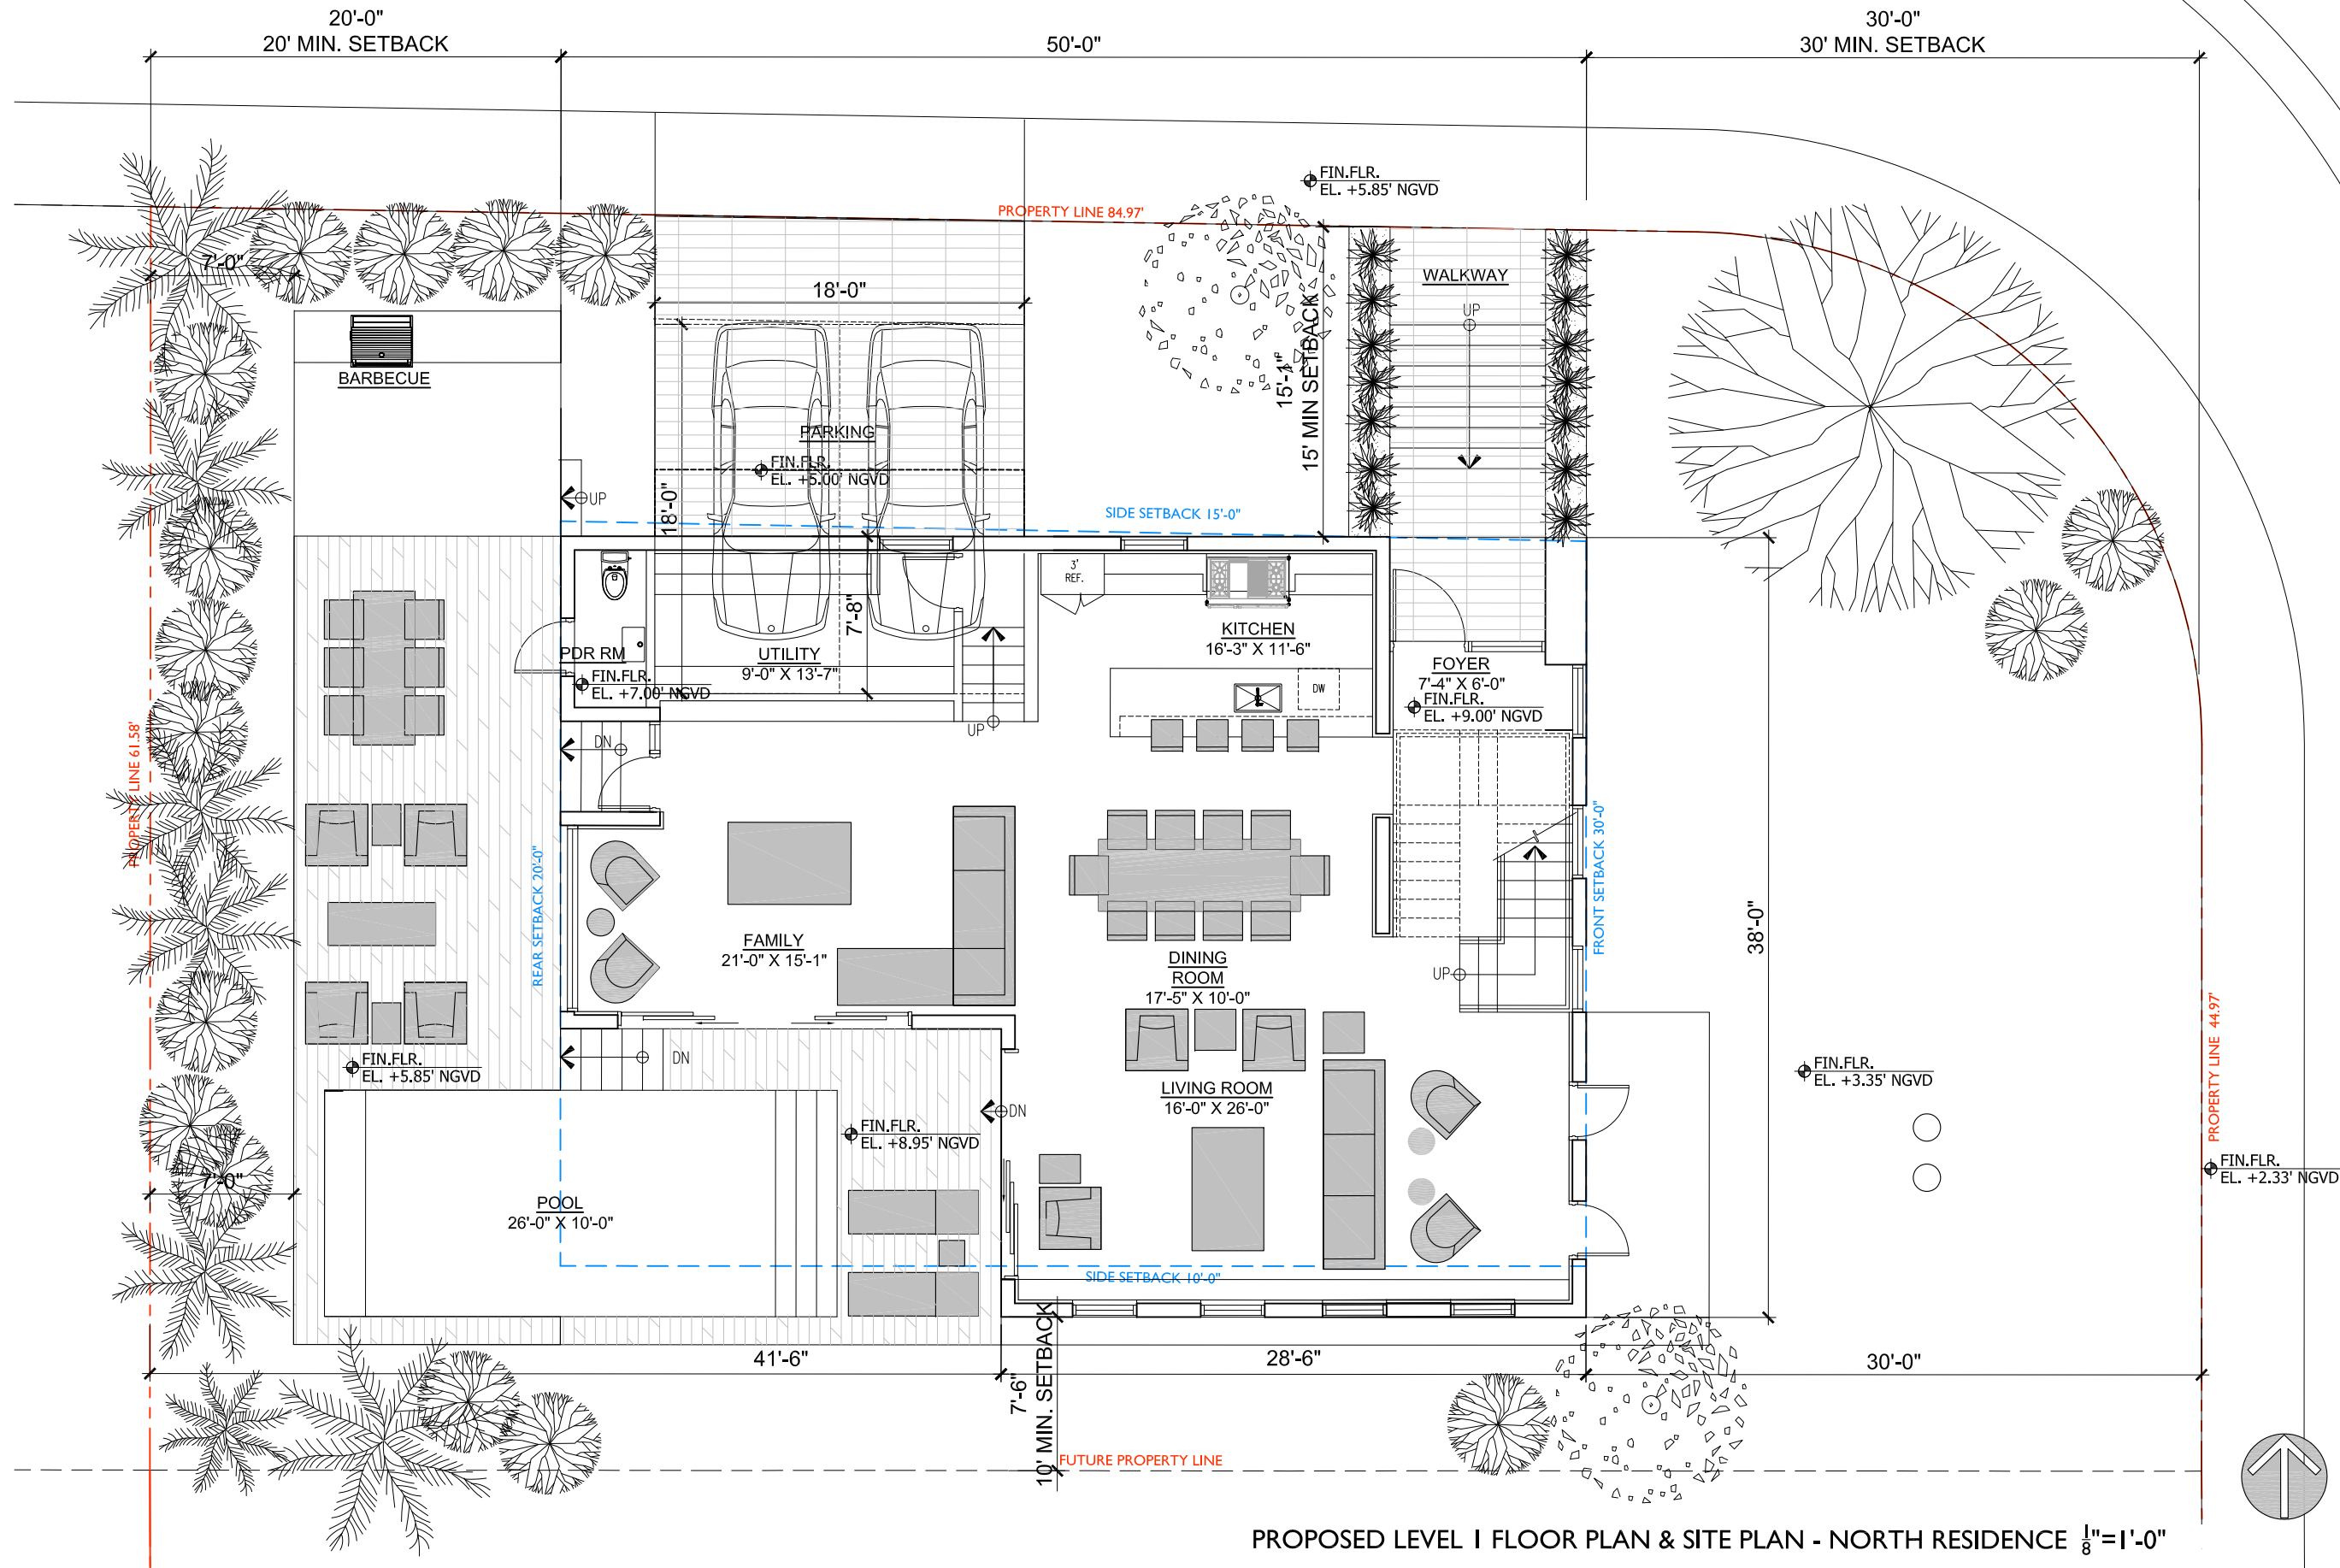 20'-0"
20' MIN. SETBACK
50'-0"
30'-0"
30' MIN. SETBACK
FIN.FLR.
EL. +5.85' NGVD
PROPERTY LINE 84.97'
7'-0"
WALKWAY
UP
18'-0"
15'-1"
15' MIN SETBACK
BARBECUE
PARKING
FIN.FLR.
EL. +5.00' NGVD
UP
18'-0"
SIDE SETBACK 15'-0"
3'
REF.
7'-8"
KITCHEN
16'-3" X 11'-6"
PDR RM
FIN.FLR.
EL. +7.00' NGVD
UTILITY
9'-0" X 13'-7"
FOYER
7'-4" X 6'-0"
FIN.FLR.
EL. +9.00' NGVD
DW
UP
DN
PROPERTY LINE 61.58'
REAR SETBACK 20'-0"
FRONT SETBACK 30'-0"
38'-0"
FAMILY
21'-0" X 15'-1"
DINING
ROOM
17'-5" X 10'-0"
UP
FIN.FLR.
EL. +5.85' NGVD
DN
LIVING ROOM
16'-0" X 26'-0"
DN
FIN.FLR.
EL. +8.95' NGVD
FIN.FLR.
EL. +3.35' NGVD
PROPERTY LINE 44.97'
FIN.FLR.
EL. +2.33' NGVD
7'-0"
POOL
26'-0" X 10'-0"
SIDE SETBACK 10'-0"
41'-6"
28'-6"
30'-0"
7'-6"
10' MIN. SETBACK
FUTURE PROPERTY LINE
PROPOSED LEVEL 1 FLOOR PLAN & SITE PLAN - NORTH RESIDENCE 1/8"=1'-0"